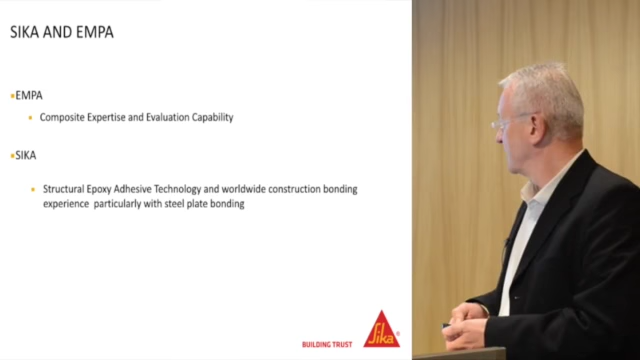 SIKA AND EMPA
▪EMPA
• Composite Expertise and Evaluation Capability
▪SIKA
• Structural Epoxy Adhesive Technology and worldwide construction bonding
experience particularly with steel plate bonding
BUILDING TRUST
Sika®